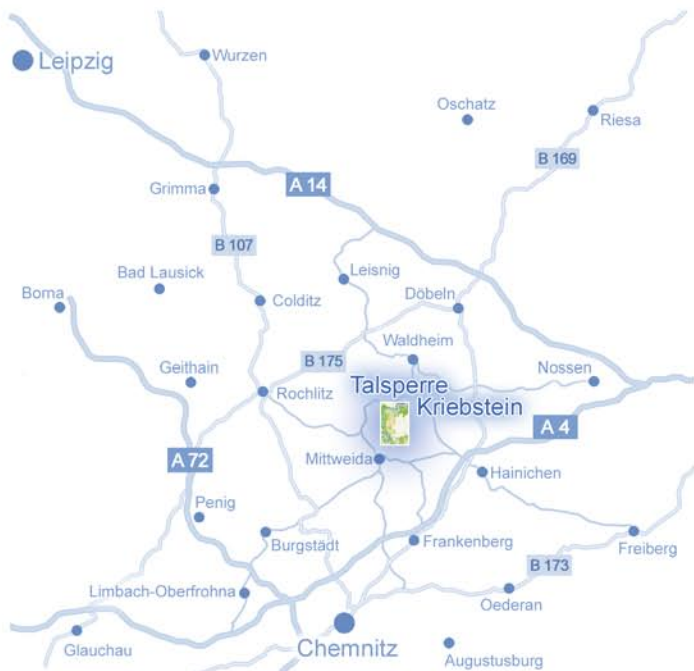 Leipzig
Wurzen
Oschatz
Riesa
B 169
Grimma
A 14
B 107
Bad Lausick
Leisnig
Borna
Colditz
Döbeln
Waldheim
B 175
Geithain
Nossen
Rochlitz
Talsperre
Kriebstein
A 4
A 72
Mittweida
Hainichen
Penig
Burgstädt
Frankenberg
Freiberg
B 173
Limbach-Oberfrohna
Oederan
Chemnitz
Glauchau
Augustusburg